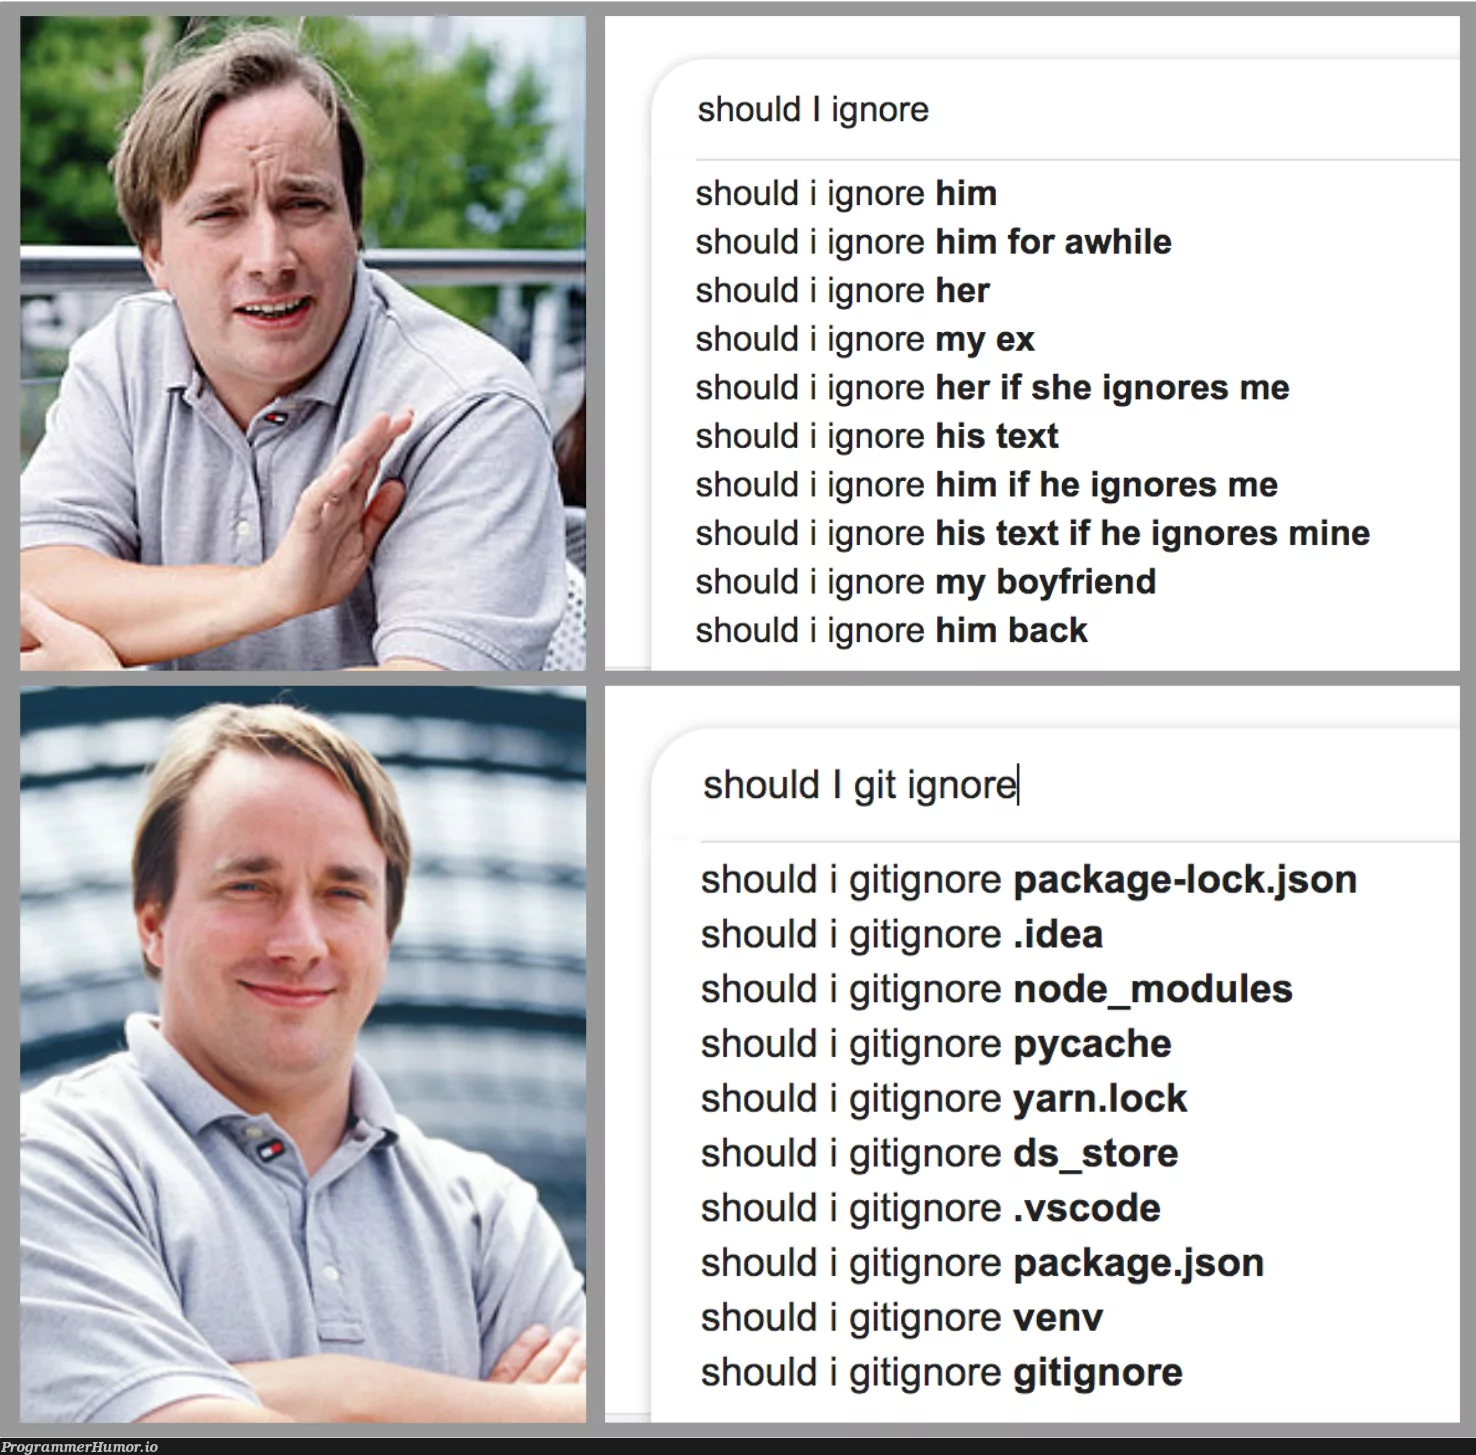 should I ignore
should i ignore him
should i ignore him for awhile
should i ignore her
should i ignore my ex
should i ignore her if she ignores me
should i ignore his text
should i ignore him if he ignores me
should i ignore his text if he ignores mine
should i ignore my boyfriend
should i ignore him back
should I git ignore
should i gitignore package-lock.json
should i gitignore .idea
should i gitignore node_modules
should i gitignore pycache
should i gitignore yarn.lock
should i gitignore ds_store
should i gitignore .vscode
should i gitignore package.json
should i gitignore venv
should i gitignore gitignore
ProgrammerHumor.io